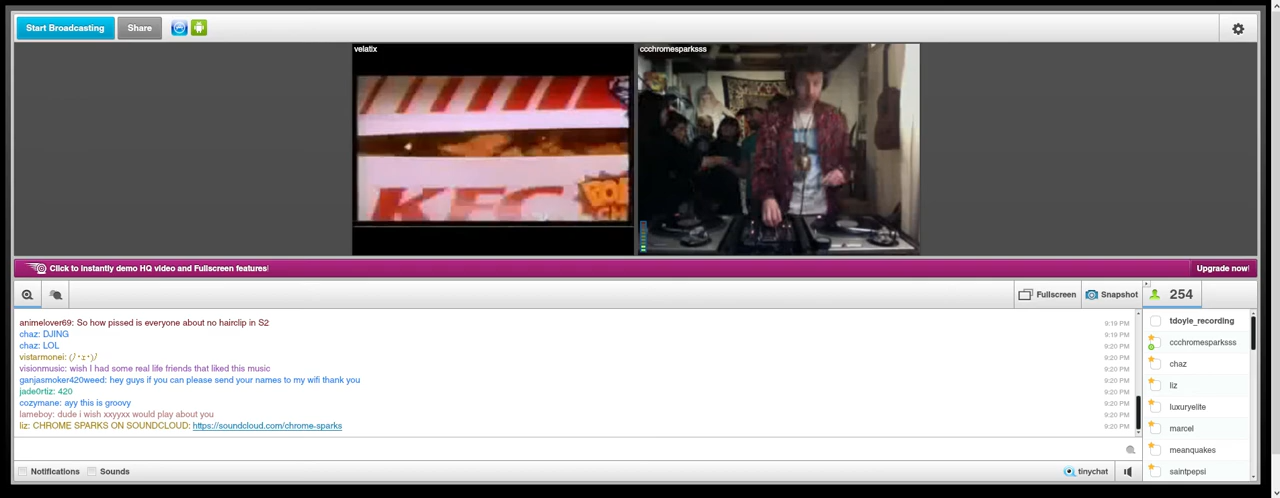 Start Broadcasting
Share
velatix
ccchromesparksss
KFC
Click to instantly demo HQ video and Fullscreen features!
Upgrade now!
Fullscreen
Snapshot
254
animelover69: So how pissed is everyone about no hairclip in S2
9:19 PM
chaz: DJING
9:19 PM
chaz: LOL
9:20 PM
vistarmonei:
9:20 PM
visionmusic: wish I had some real life friends that liked this music
9:20 PM
ganjasmoker420weed: hey guys if you can please send your names to my wifi thank you
9:20 PM
jade0rtiz: 420
9:20 PM
cozymane: ayy this is groovy
9:20 PM
lameboy: dude i wish xxyyxx would play about you
9:20 PM
liz: CHROME SPARKS ON SOUNDCLOUD: https://soundcloud.com/chrome-sparks
9:20 PM
tdoyle_recording
ccchromesparksss
chaz
liz
luxuryelite
marcel
meanquakes
saintpepsi
Notifications
Sounds
tinychat